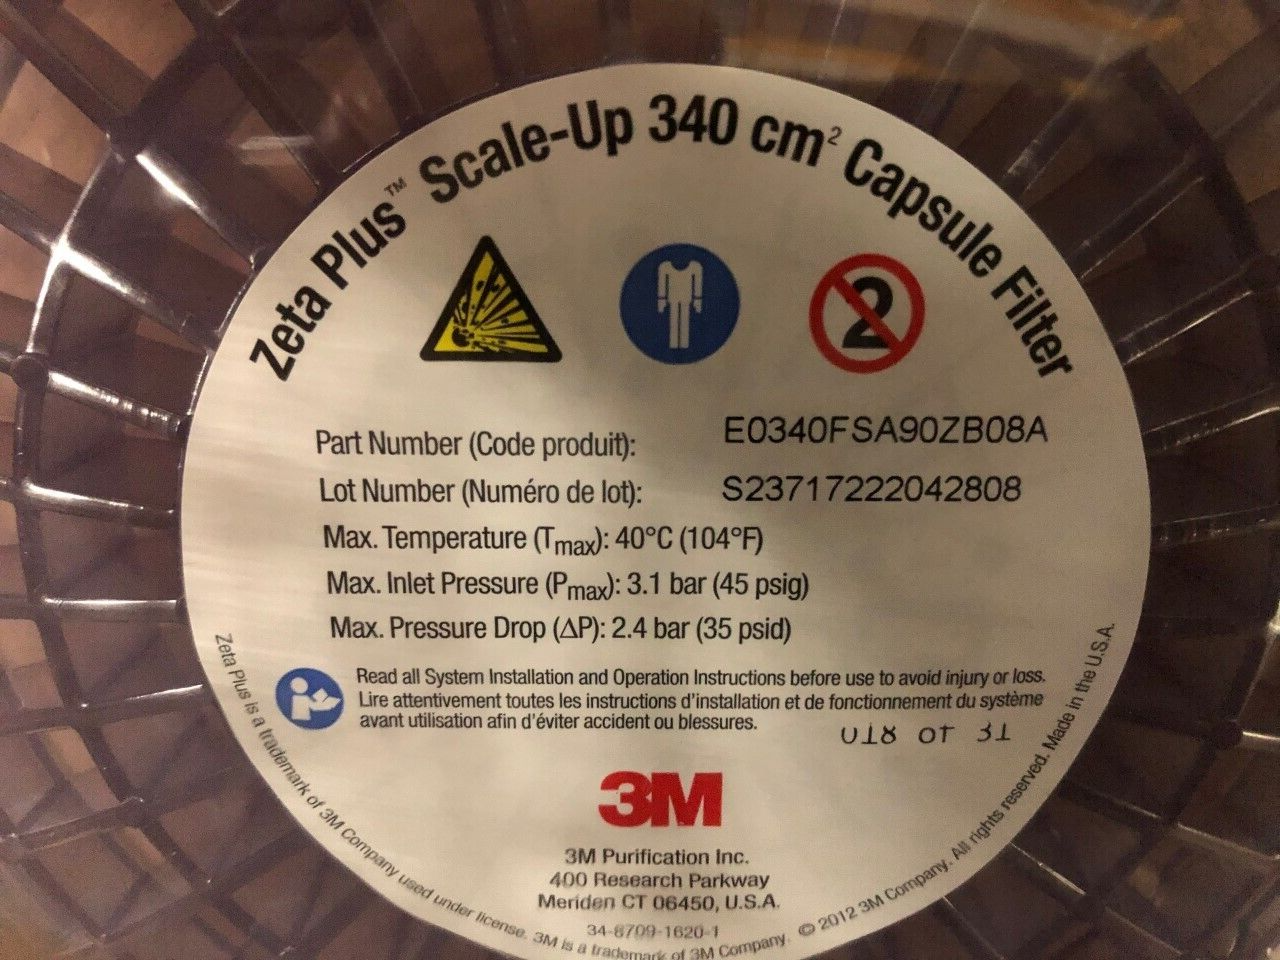 Zeta Plus™ Scale-Up 340 cm² Capsule Filter
2
Part Number (Code produit): E0340FSA90ZB08A
Lot Number (Numéro de lot): S23717222042808
Max. Temperature (Tmax): 40°C (104°F)
Max. Inlet Pressure (Pmax): 3.1 bar (45 psig)
Max. Pressure Drop (ΔP): 2.4 bar (35 psid)
Read all System Installation and Operation Instructions before use to avoid injury or loss.
Lire attentivement toutes les instructions d'installation et de fonctionnement du système
avant utilisation afin d'éviter accident ou blessures.
3M
3M Purification Inc.
400 Research Parkway
Meriden CT 06450, U.S.A.
34-8709-1620-1
Zeta Plus is a trademark of 3M Company used under license. 3M is a trademark of 3M Company. © 2012 3M Company. All rights reserved. Made in the U.S.A.